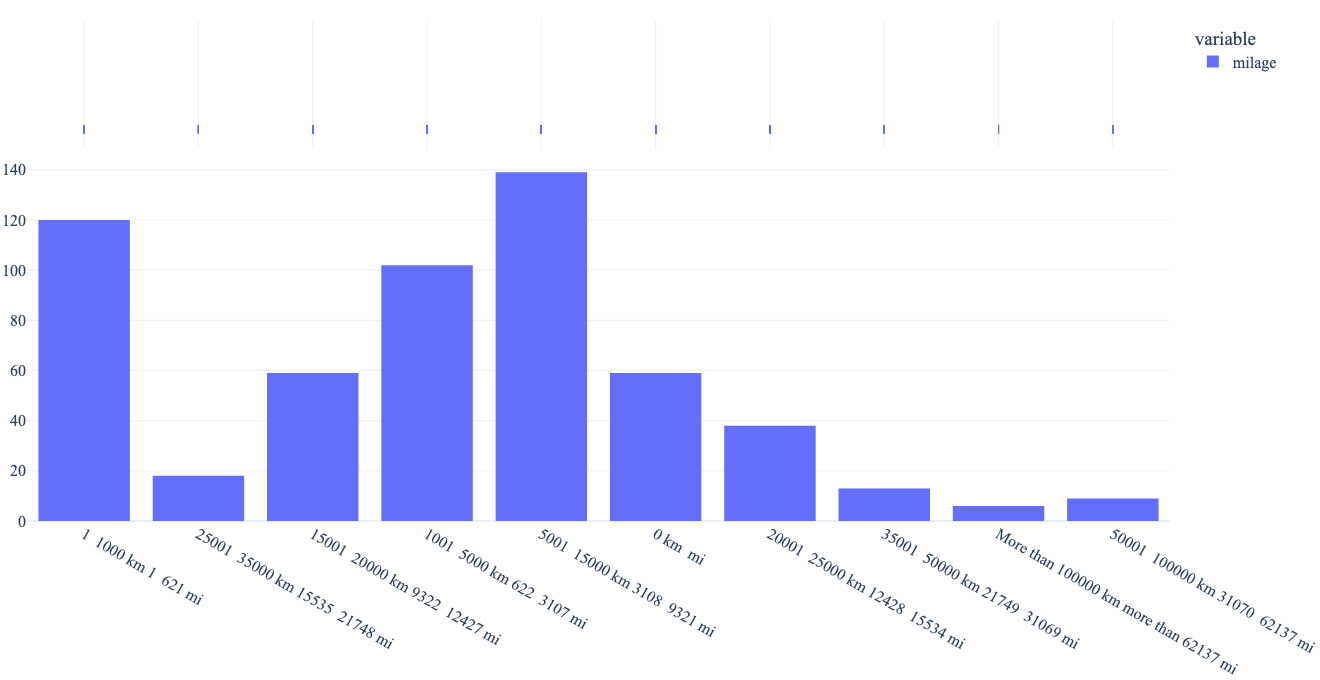 variable
milage
140
120
100
80
60
40
20
0
1 1000 km 1 621 mi
25001 35000 km 15535 21748 mi
15001 20000 km 9322 12427 mi
1001 5000 km 622 3107 mi
5001 15000 km 3108 9321 mi
0 km mi
20001 25000 km 12428 15534 mi
35001 50000 km 21749 31069 mi
More than 100000 km more than 62137 mi
50001 100000 km 31070 62137 mi